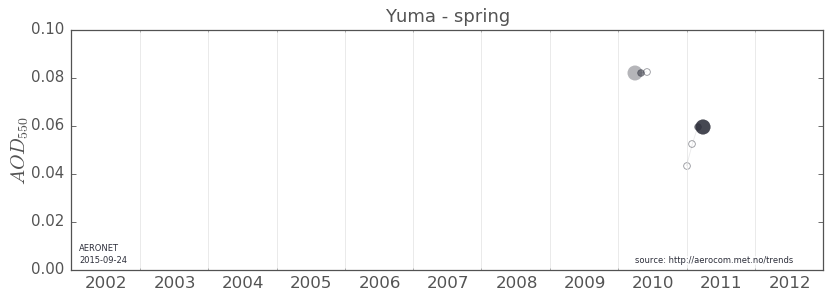 Yuma - spring
0.10
0.08
0.06
0.04
0.02
0.00
AOD550
AERONET
2015-09-24
source: http://aerocom.met.no/trends
2002 2003 2004 2005 2006 2007 2008 2009 2010 2011 2012